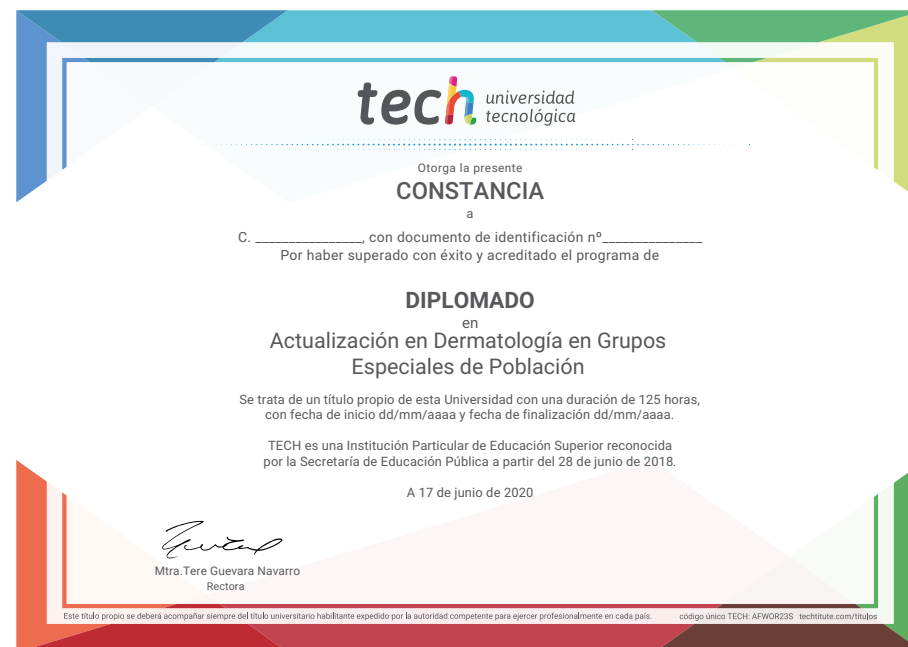 tech universidad
tecnológica
Otorga la presente
CONSTANCIA
a
C. ________________, con documento de identificación nº_______________
Por haber superado con éxito y acreditado el programa de
DIPLOMADO
en
Actualización en Dermatología en Grupos
Especiales de Población
Se trata de un título propio de esta Universidad con una duración de 125 horas,
con fecha de inicio dd/mm/aaaa y fecha de finalización dd/mm/aaaa.
TECH es una Institución Particular de Educación Superior reconocida
por la Secretaría de Educación Pública a partir del 28 de junio de 2018.
A 17 de junio de 2020
Mtra.Tere Guevara Navarro
Rectora
Este título propio se deberá acompañar siempre del título universitario habilitante expedido por la autoridad competente para ejercer profesionalmente en cada país. código único TECH: AFWOR23S techtitute.com/titulos